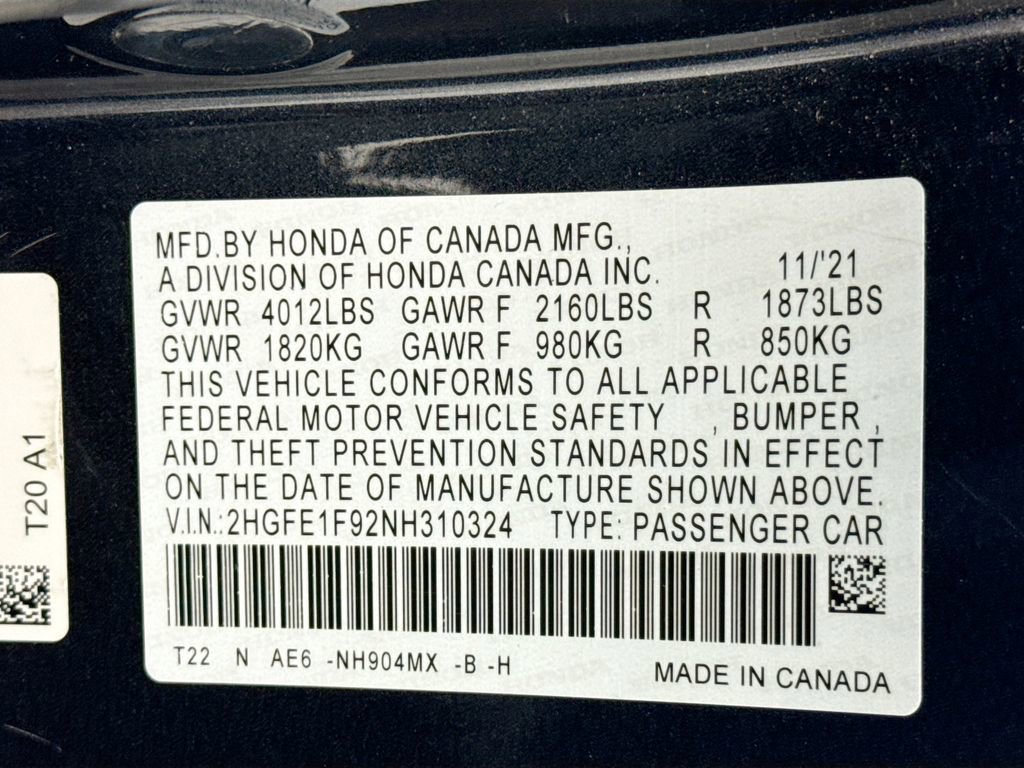 MFD.BY HONDA OF CANADA MFG.,
A DIVISION OF HONDA CANADA INC. 11/'21
GVWR 4012LBS GAWR F 2160LBS R 1873LBS
GVWR 1820KG GAWR F 980KG R 850KG
THIS VEHICLE CONFORMS TO ALL APPLICABLE
FEDERAL MOTOR VEHICLE SAFETY , BUMPER ,
AND THEFT PREVENTION STANDARDS IN EFFECT
ON THE DATE OF MANUFACTURE SHOWN ABOVE.
V.I.N.:2HGFE1F92NH310324 TYPE: PASSENGER CAR
T22 N AE6 -NH904MX -B -H MADE IN CANADA
T20 A1